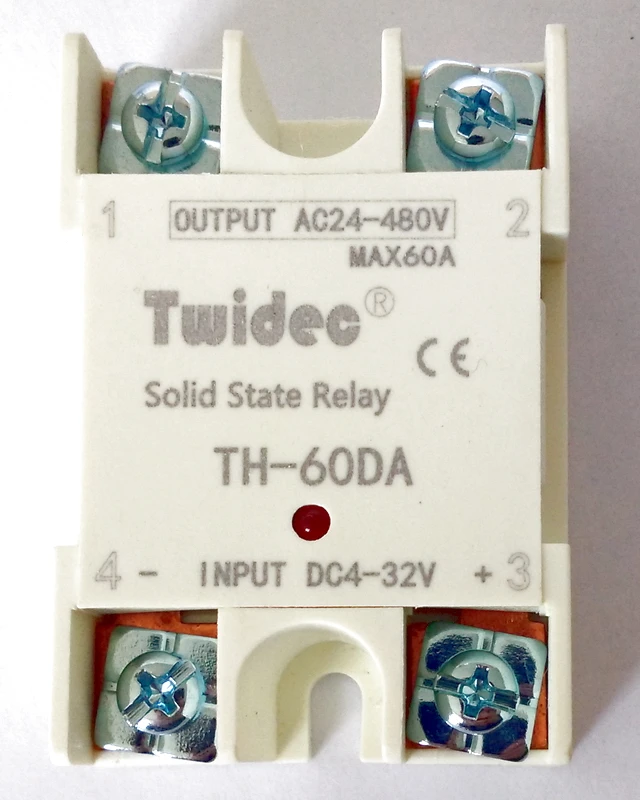 1 OUTPUT AC24-480V 2
MAX60A
Twidec®
CE
Solid State Relay
TH-60DA
4 - INPUT DC4-32V + 3